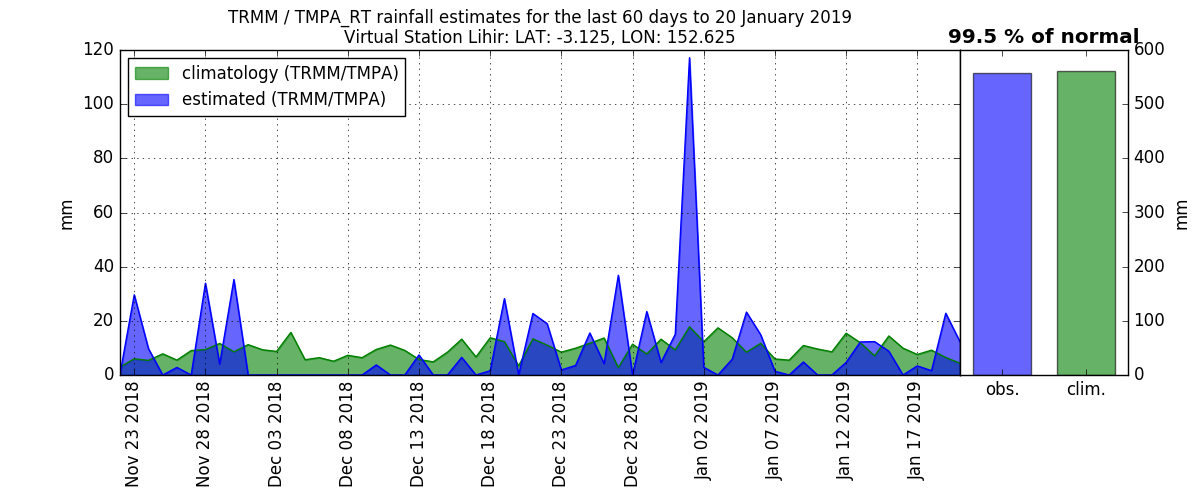 TRMM / TMPA_RT rainfall estimates for the last 60 days to 20 January 2019
Virtual Station Lihir: LAT: -3.125, LON: 152.625
99.5 % of normal
climatology (TRMM/TMPA)
estimated (TRMM/TMPA)
mm
120
100
80
60
40
20
0
Nov 23 2018
Nov 28 2018
Dec 03 2018
Dec 08 2018
Dec 13 2018
Dec 18 2018
Dec 23 2018
Dec 28 2018
Jan 02 2019
Jan 07 2019
Jan 12 2019
Jan 17 2019
obs.
clim.
600
500
400
300
200
100
0
mm